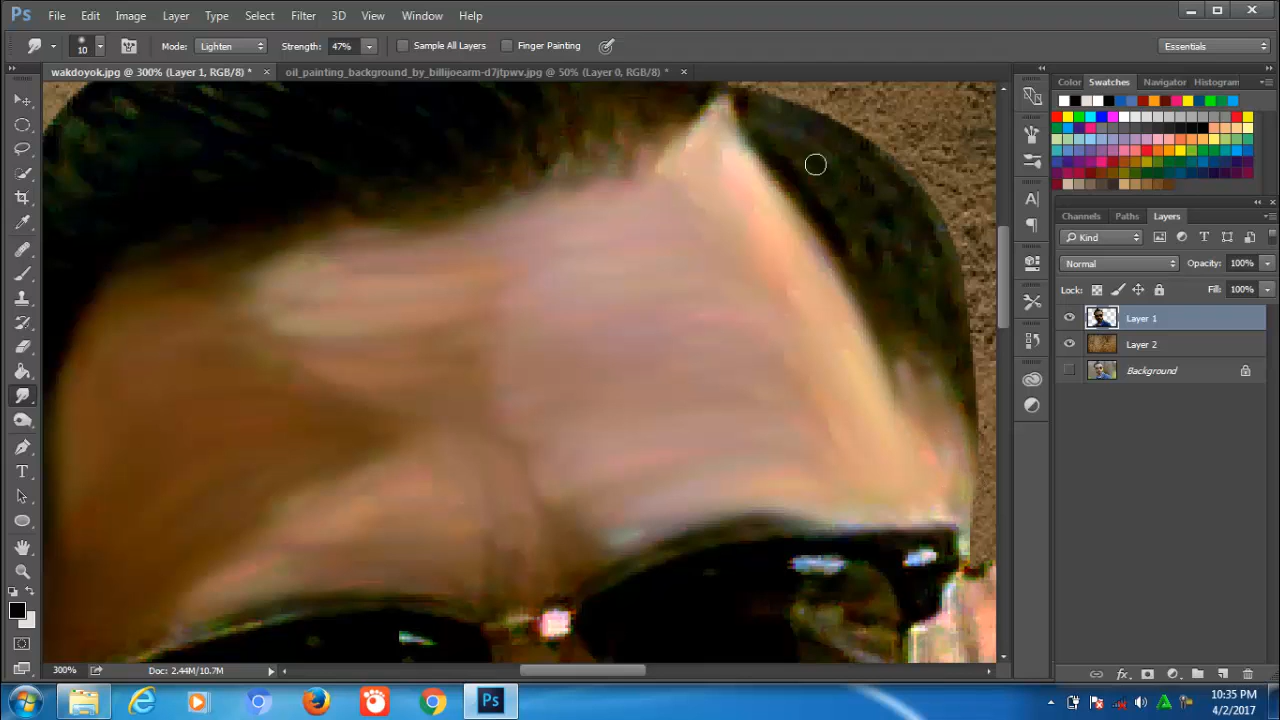 Ps File Edit Image Layer Type Select Filter 3D View Window Help
10 Mode: Lighten Strength: 47% Sample All Layers Finger Painting Essentials
wakdoyok.jpg @ 300% (Layer 1, RGB/8) * × oil_painting_background_by_billijoearm-d7jtpwv.jpg @ 50% (Layer 0, RGB/8) * ×
Color Swatches Navigator Histogram
Channels Paths Layers
Kind
Normal Opacity: 100%
Lock: Fill: 100%
Layer 1
Layer 2
Background
300% Doc: 2.44M/10.7M
Ps
10:35 PM
4/2/2017